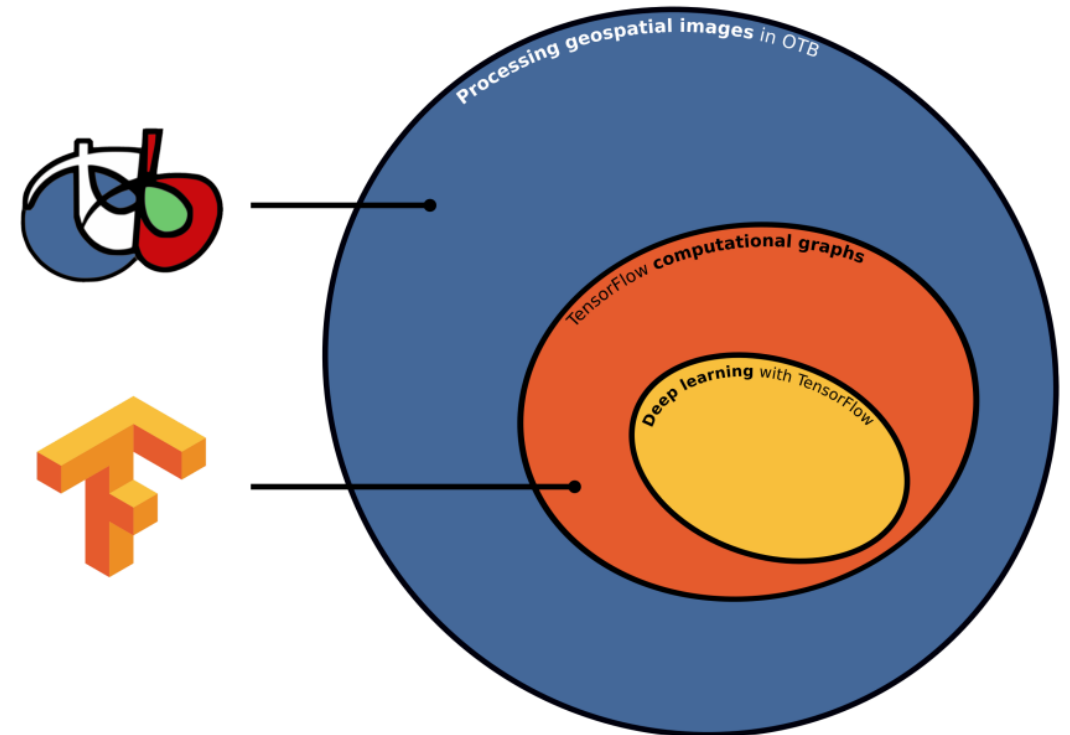 Processing geospatial images in OTB
TensorFlow computational graphs
Deep learning with TensorFlow